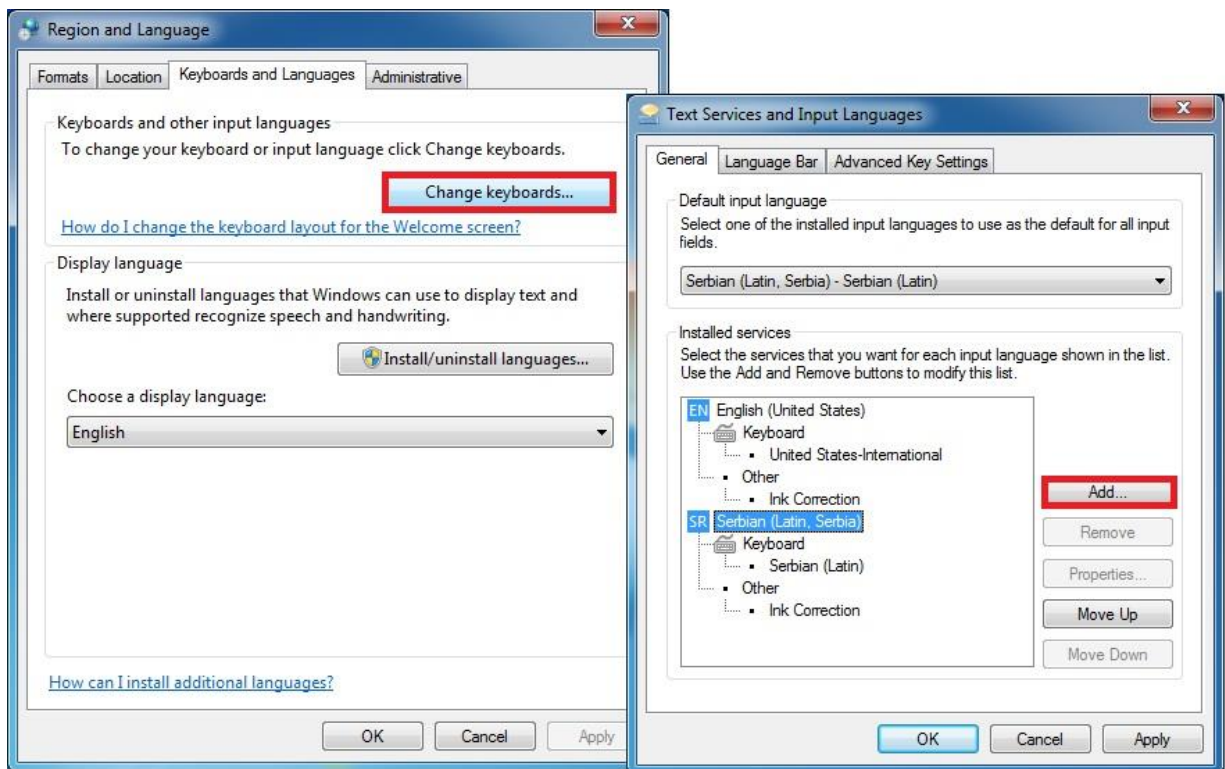 Region and Language
Formats
Location
Keyboards and Languages
Administrative
Keyboards and other input languages
To change your keyboard or input language click Change keyboards.
Change keyboards...
How do I change the keyboard layout for the Welcome screen?
Display language
Install or uninstall languages that Windows can use to display text and
where supported recognize speech and handwriting.
Install/uninstall languages...
Choose a display language:
English
How can I install additional languages?
OK
Cancel
Apply
Text Services and Input Languages
General
Language Bar
Advanced Key Settings
Default input language
Select one of the installed input languages to use as the default for all input
fields.
Serbian (Latin, Serbia) - Serbian (Latin)
Installed services
Select the services that you want for each input language shown in the list.
Use the Add and Remove buttons to modify this list.
EN English (United States)
Keyboard
United States-International
Other
Ink Correction
SR Serbian (Latin, Serbia)
Keyboard
Serbian (Latin)
Other
Ink Correction
Add...
Remove
Properties...
Move Up
Move Down
OK
Cancel
Apply